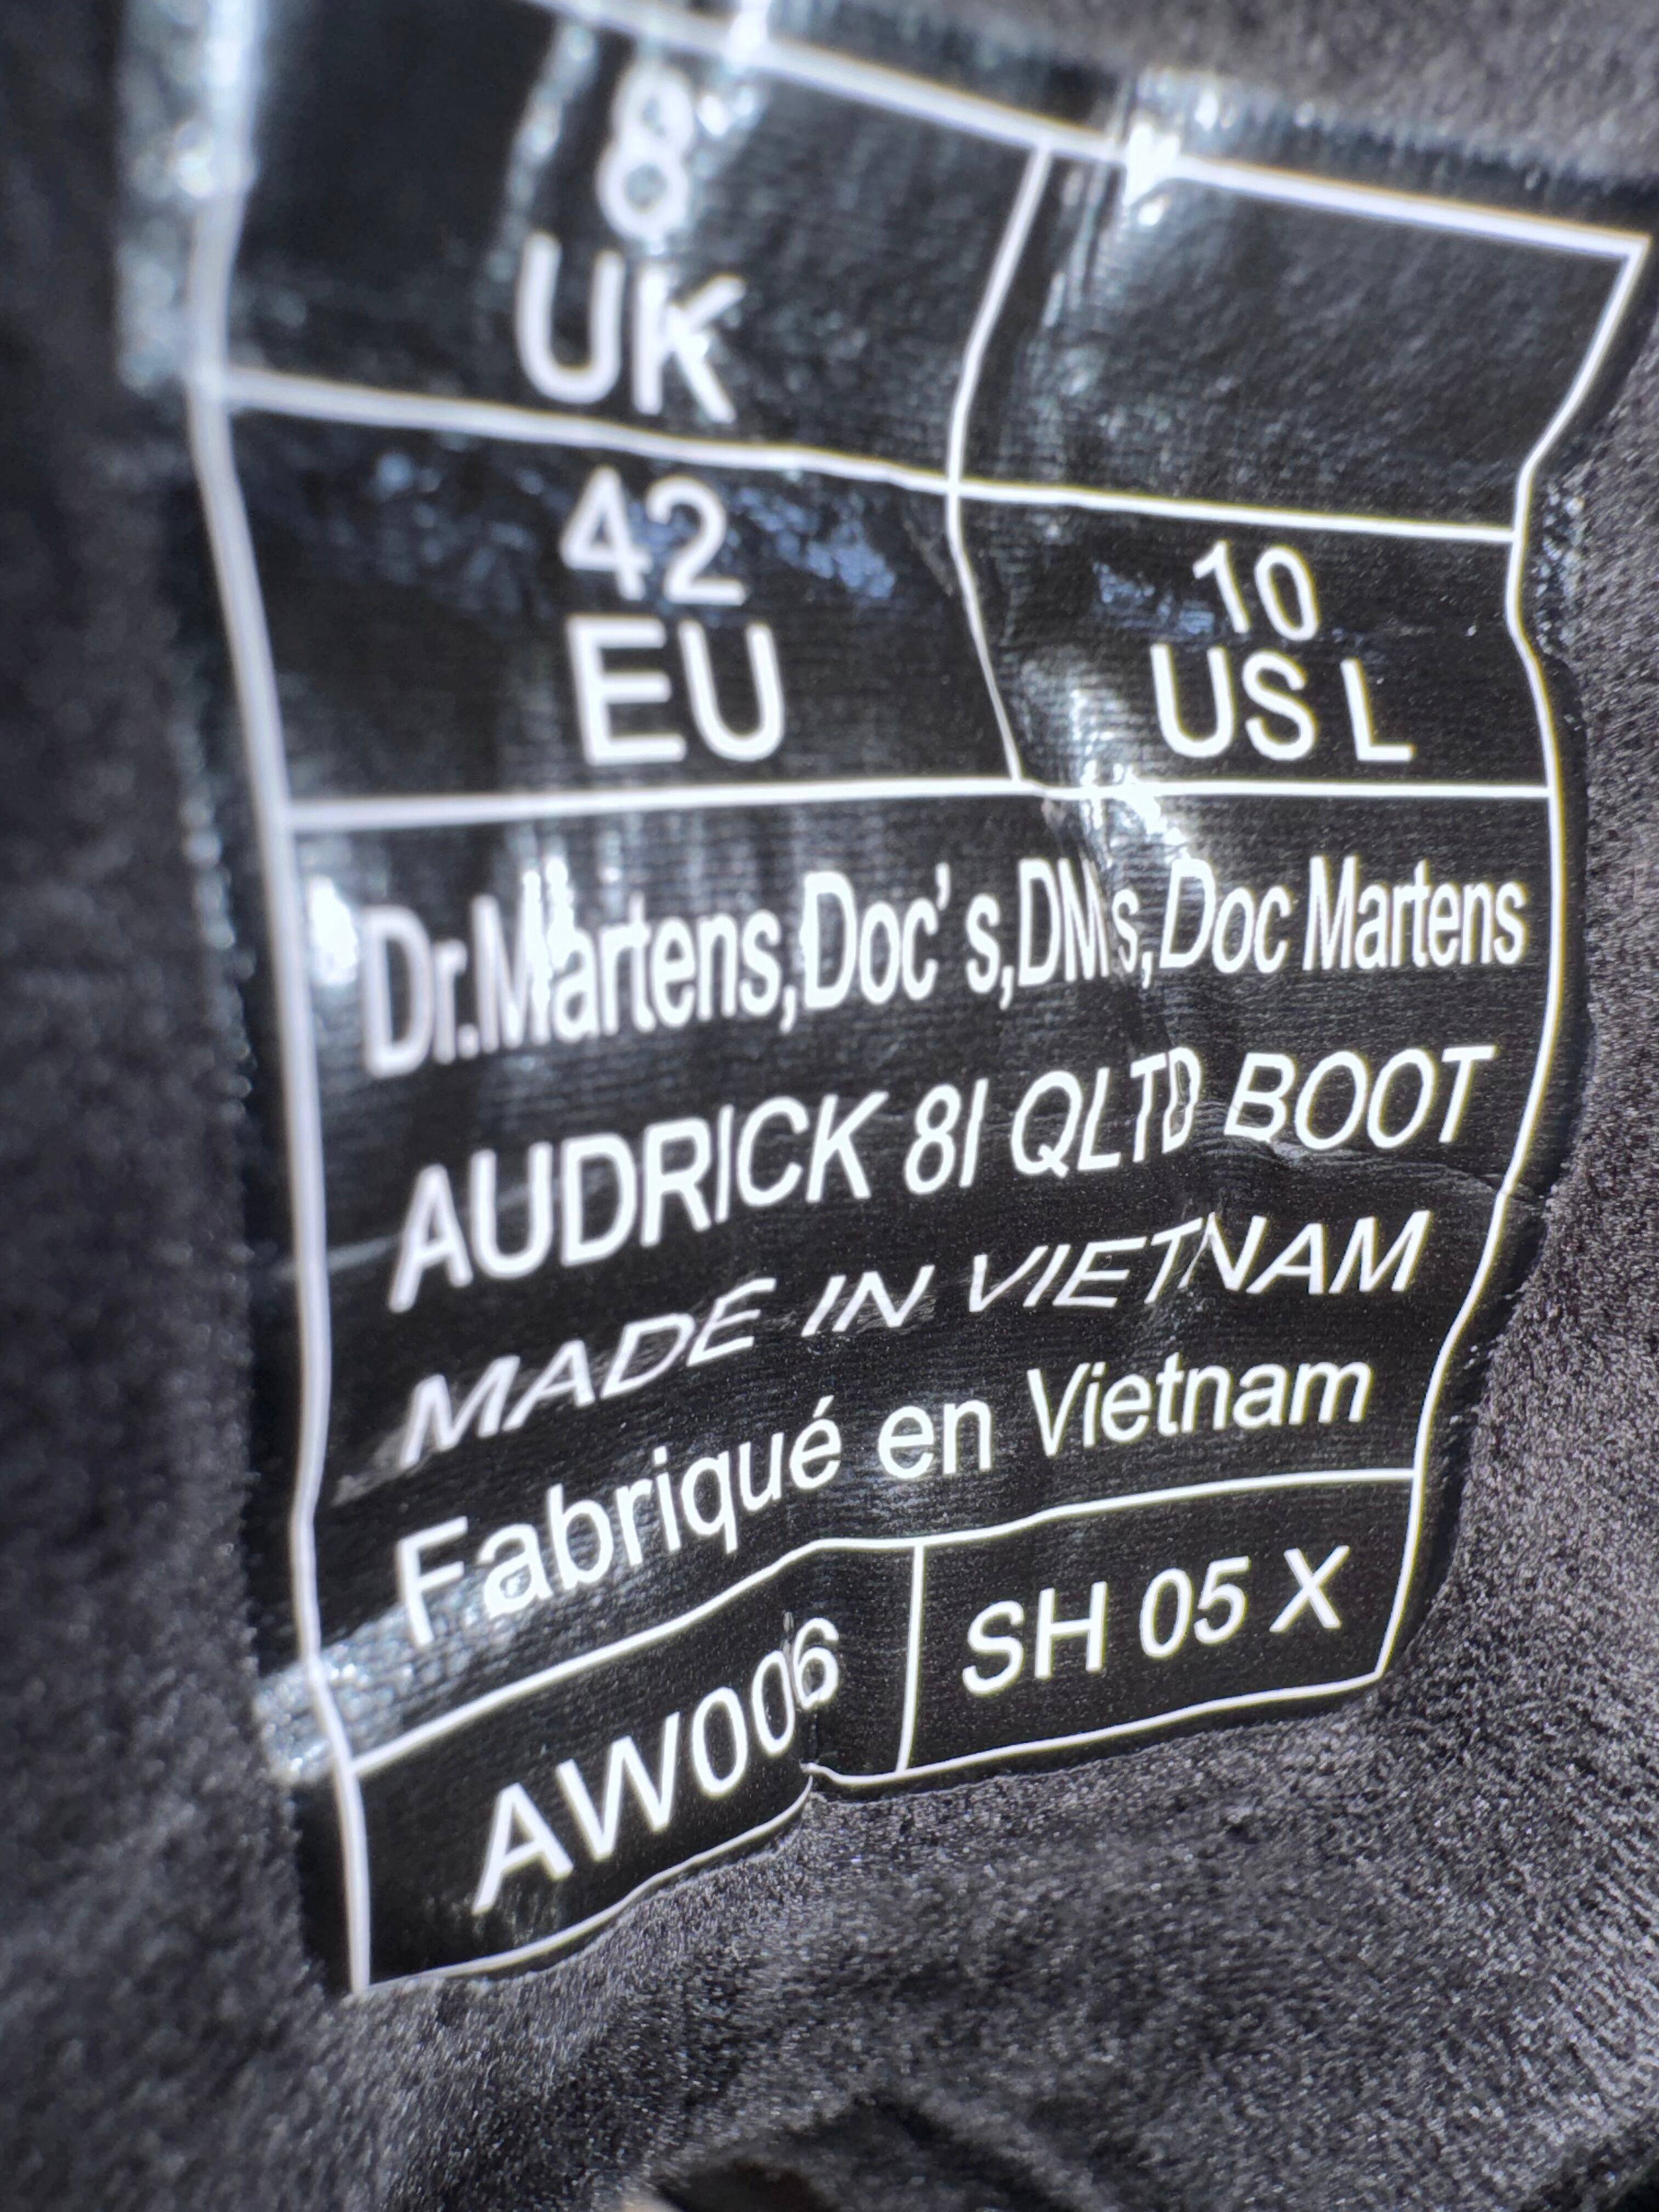 8
UK
42
EU
10
US L
Dr.Martens,Doc's,DM's,Doc Martens
AUDRICK 8I QLTD BOOT
MADE IN VIETNAM
Fabriqué en Vietnam
AW006
SH 05 X